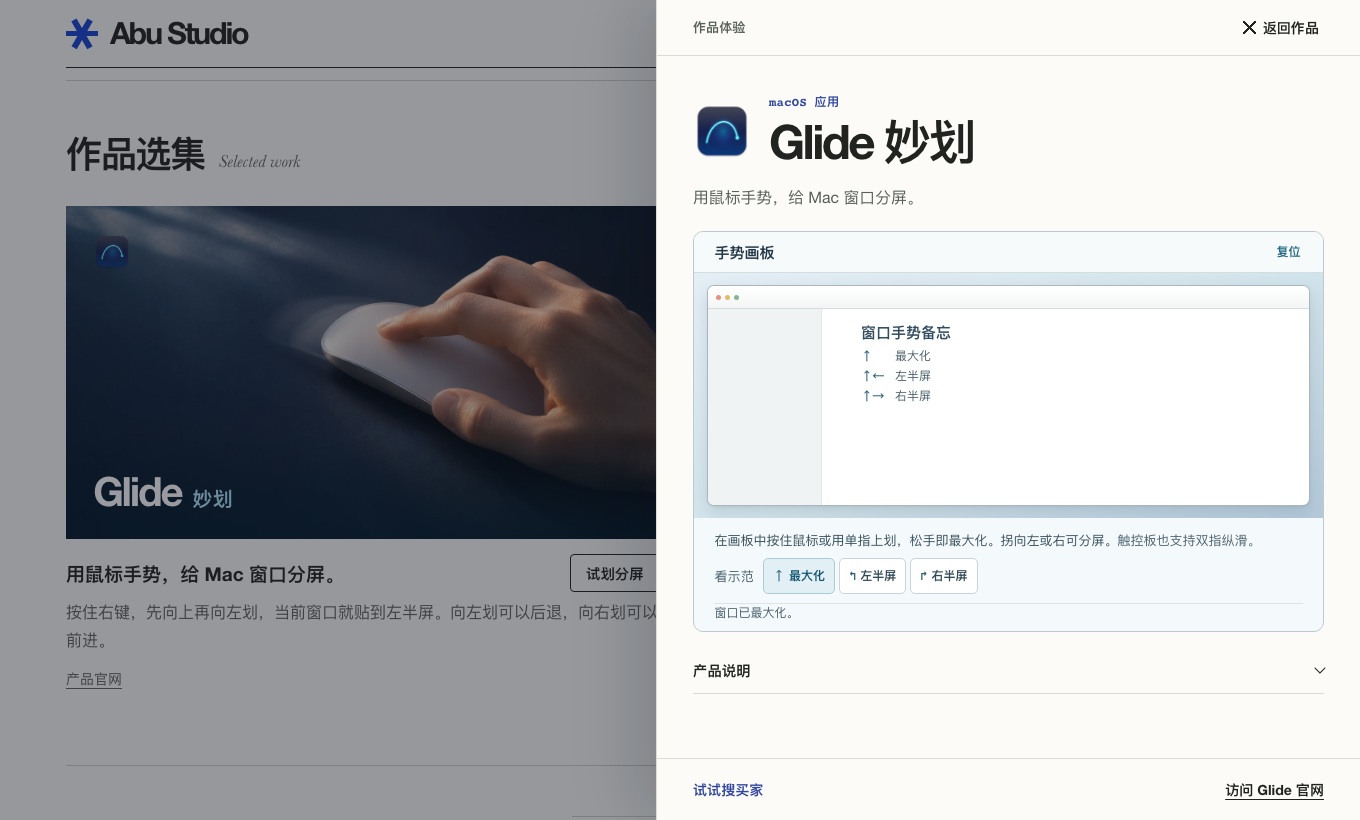 Abu Studio
作品选集 Selected work
Glide 妙划
用鼠标手势，给 Mac 窗口分屏。
试划分屏
按住右键，先向上再向左划，当前窗口就贴到左半屏。向左划可以后退，向右划可以
前进。
产品官网
作品体验
返回作品
macOS 应用
Glide 妙划
用鼠标手势，给 Mac 窗口分屏。
手势画板
复位
窗口手势备忘
↑ 最大化
↑← 左半屏
↑→ 右半屏
在画板中按住鼠标或用单指上划，松手即最大化。拐向左或右可分屏。触控板也支持双指纵滑。
看示范 ↑ 最大化 ↰ 左半屏 ↱ 右半屏
窗口已最大化。
产品说明
试试搜买家
访问 Glide 官网